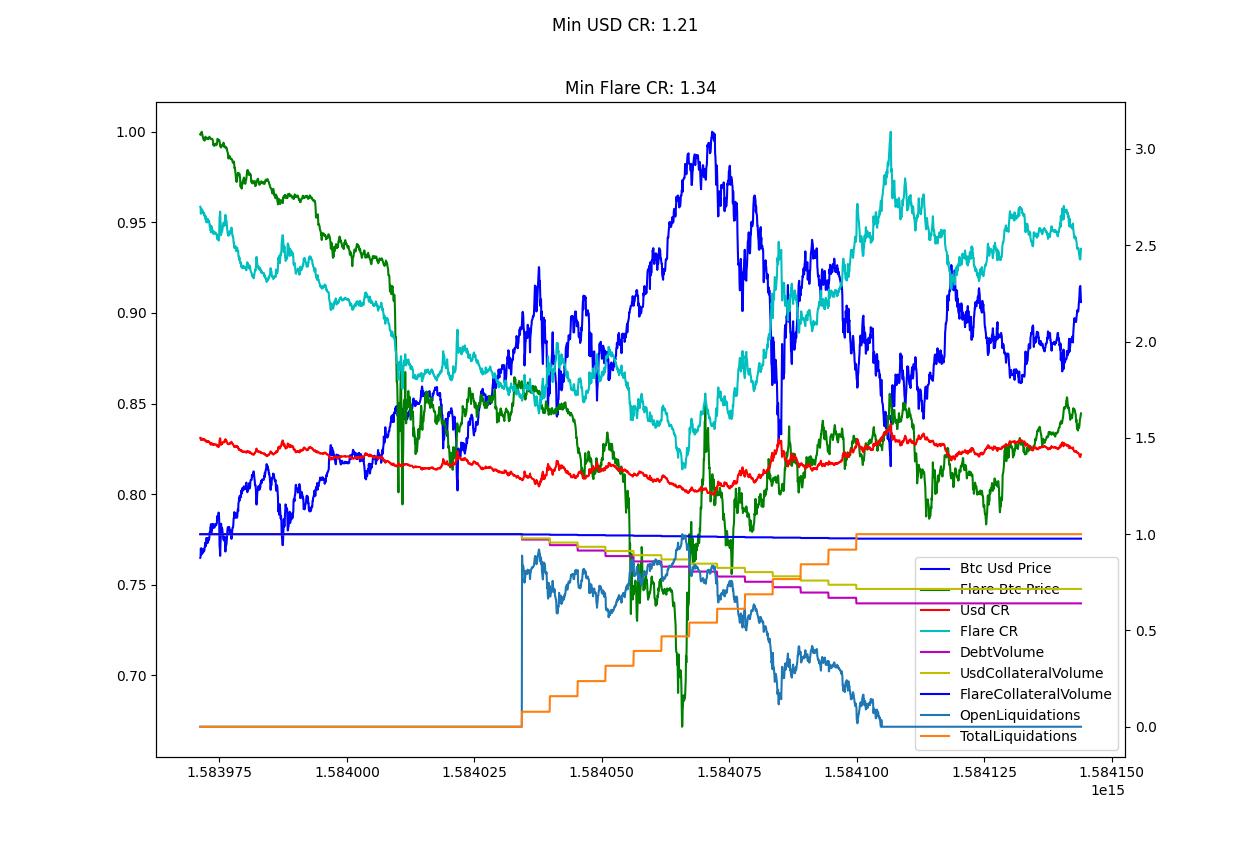 Min USD CR: 1.21
Min Flare CR: 1.34
1.00
0.95
0.90
0.85
0.80
0.75
0.70
3.0
2.5
2.0
1.5
1.0
0.5
0.0
Btc Usd Price
Flare Btc Price
Usd CR
Flare CR
DebtVolume
UsdCollateralVolume
FlareCollateralVolume
OpenLiquidations
TotalLiquidations
1.583975 1.584000 1.584025 1.584050 1.584075 1.584100 1.584125 1.584150
1e15